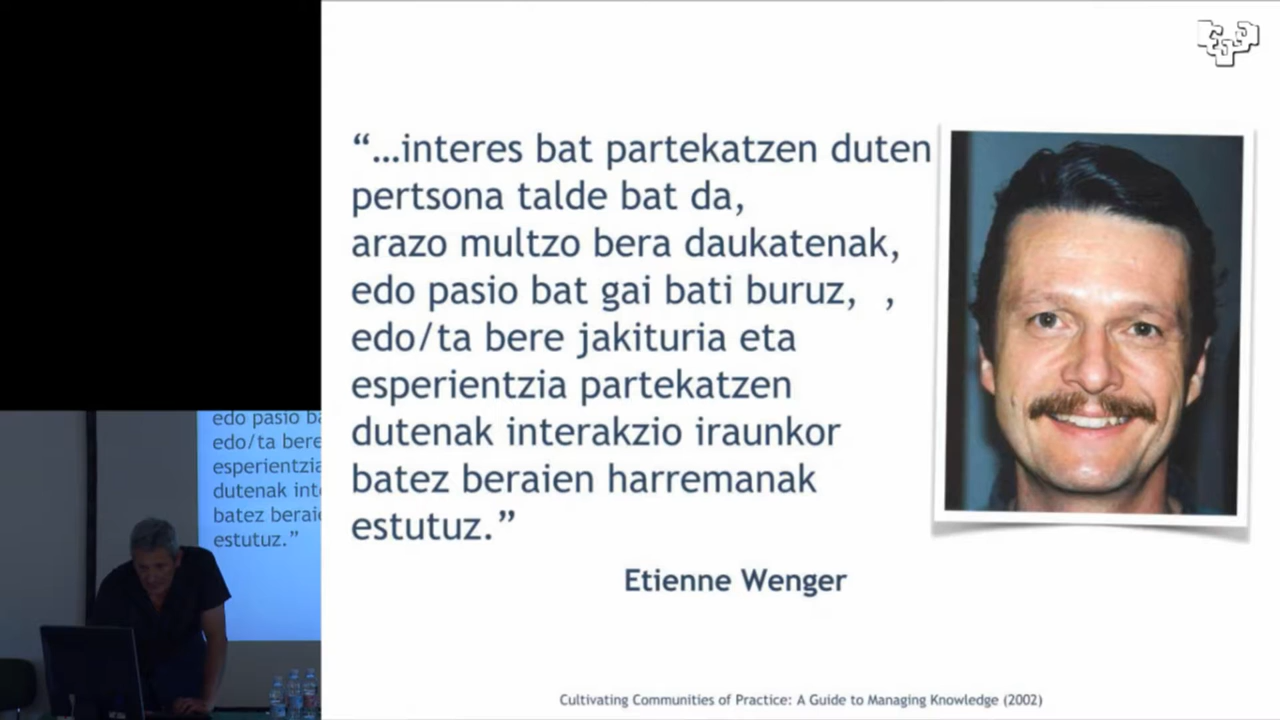 “…interes bat partekatzen duten
pertsona talde bat da,
arazo multzo bera daukatenak,
edo pasio bat gai bati buruz,  ,
edo/ta bere jakituria eta
esperientzia partekatzen
dutenak interakzio iraunkor
batez beraien harremanak
estutuz.”
Etienne Wenger
Cultivating Communities of Practice: A Guide to Managing Knowledge (2002)
edo pasio ba
edo/ta bere
esperientzia
dutenak int
batez beraie
estutuz.”